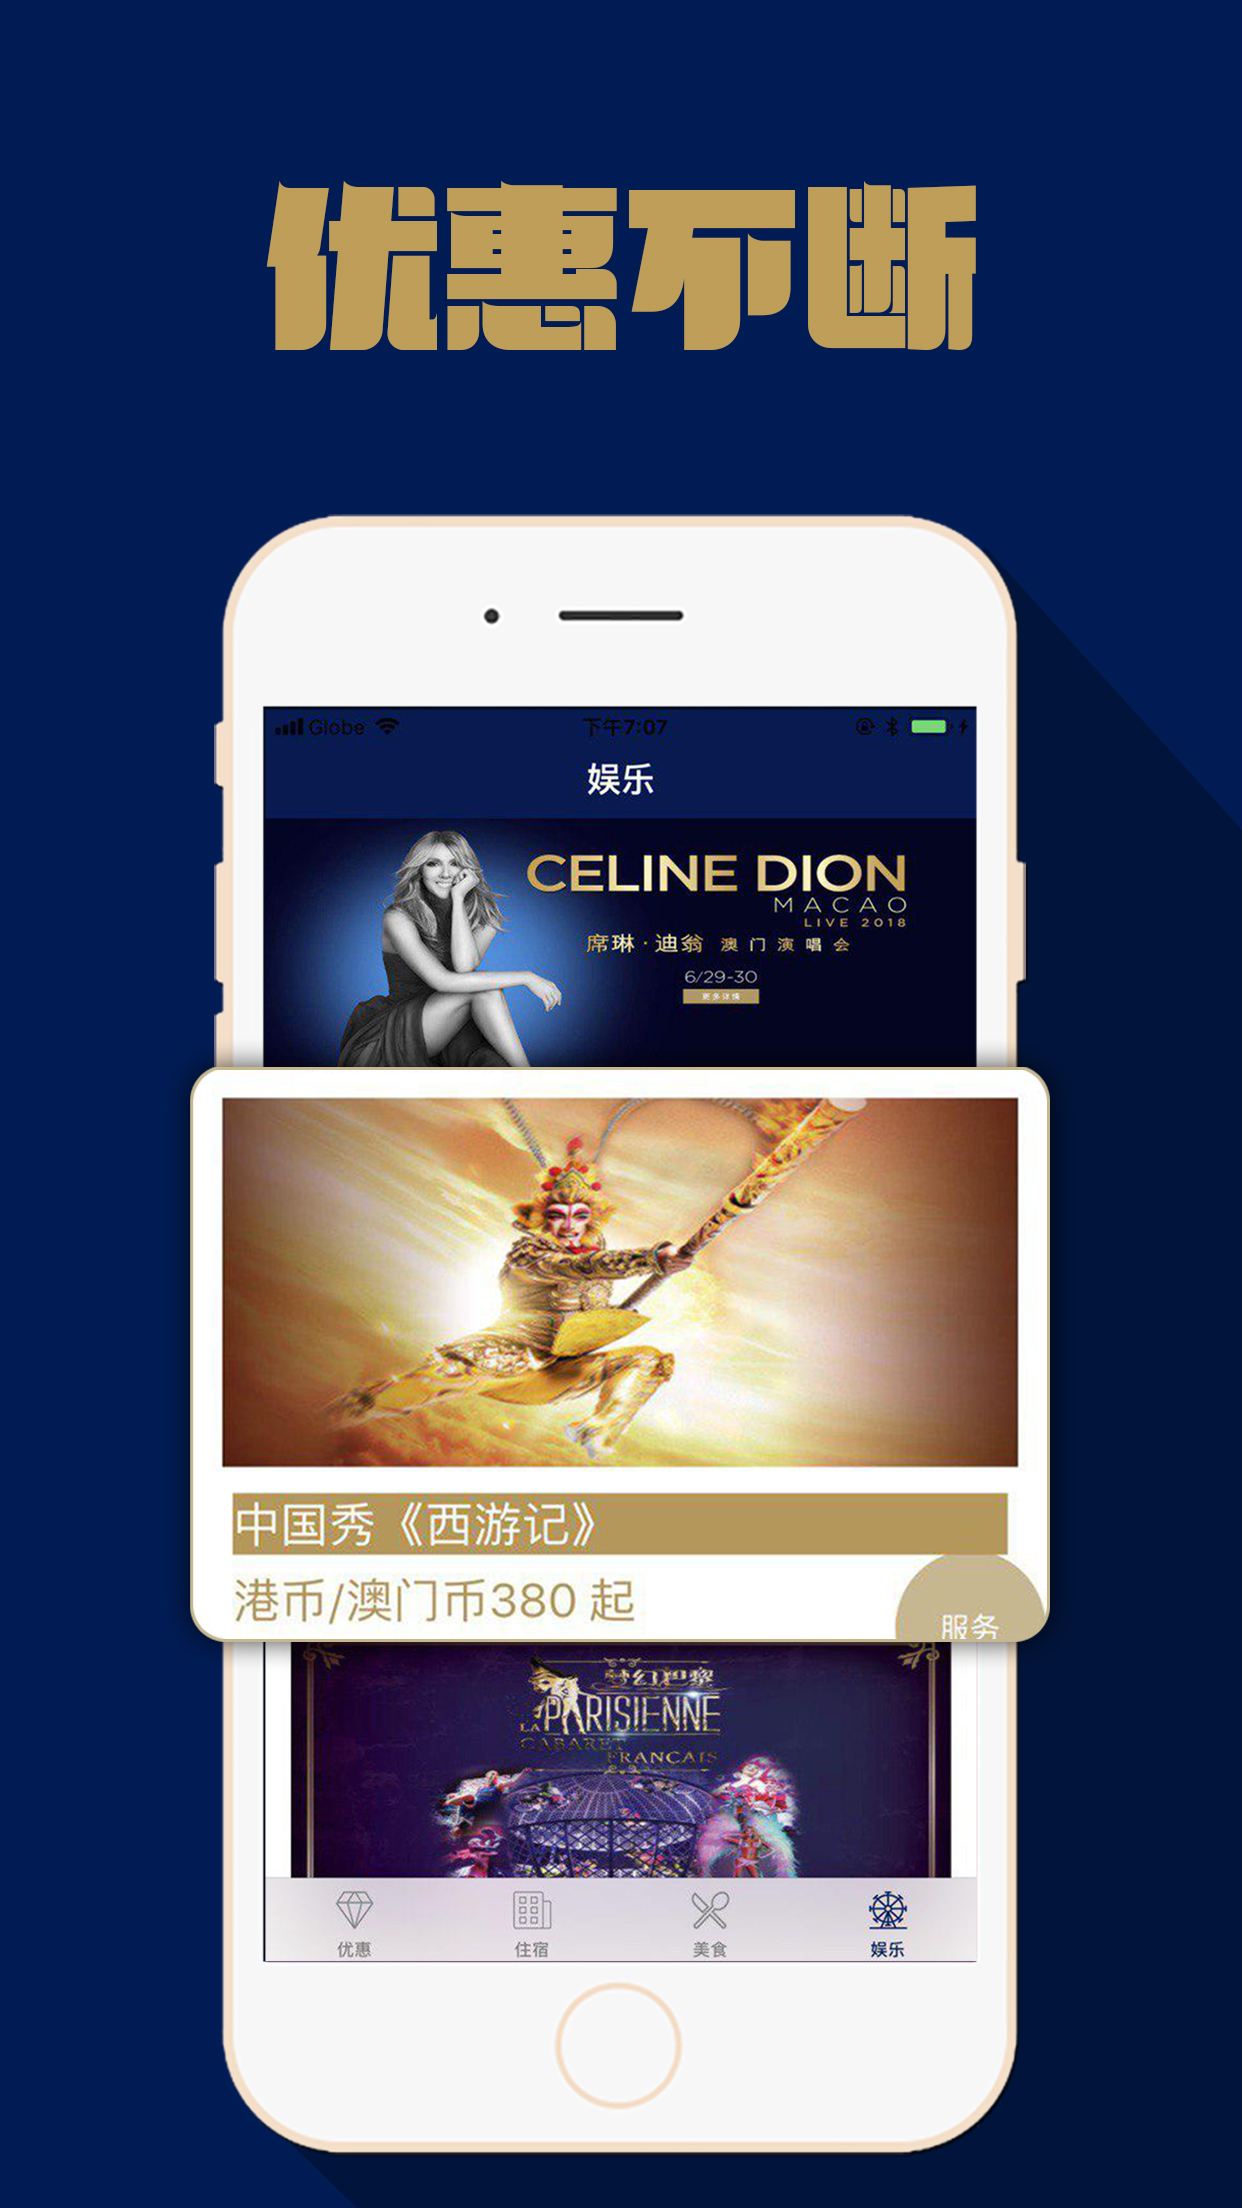 优惠不断
Globe 下午7:07
娱乐
CELINE DION
MACAO
LIVE 2018
席琳·迪翁 澳门演唱会
6/29-30
更多详情
中国秀《西游记》
港币/澳门币380 起
服务
梦幻巴黎
LA PARISIENNE
CABARET
FRANÇAIS
优惠 住宿 美食 娱乐